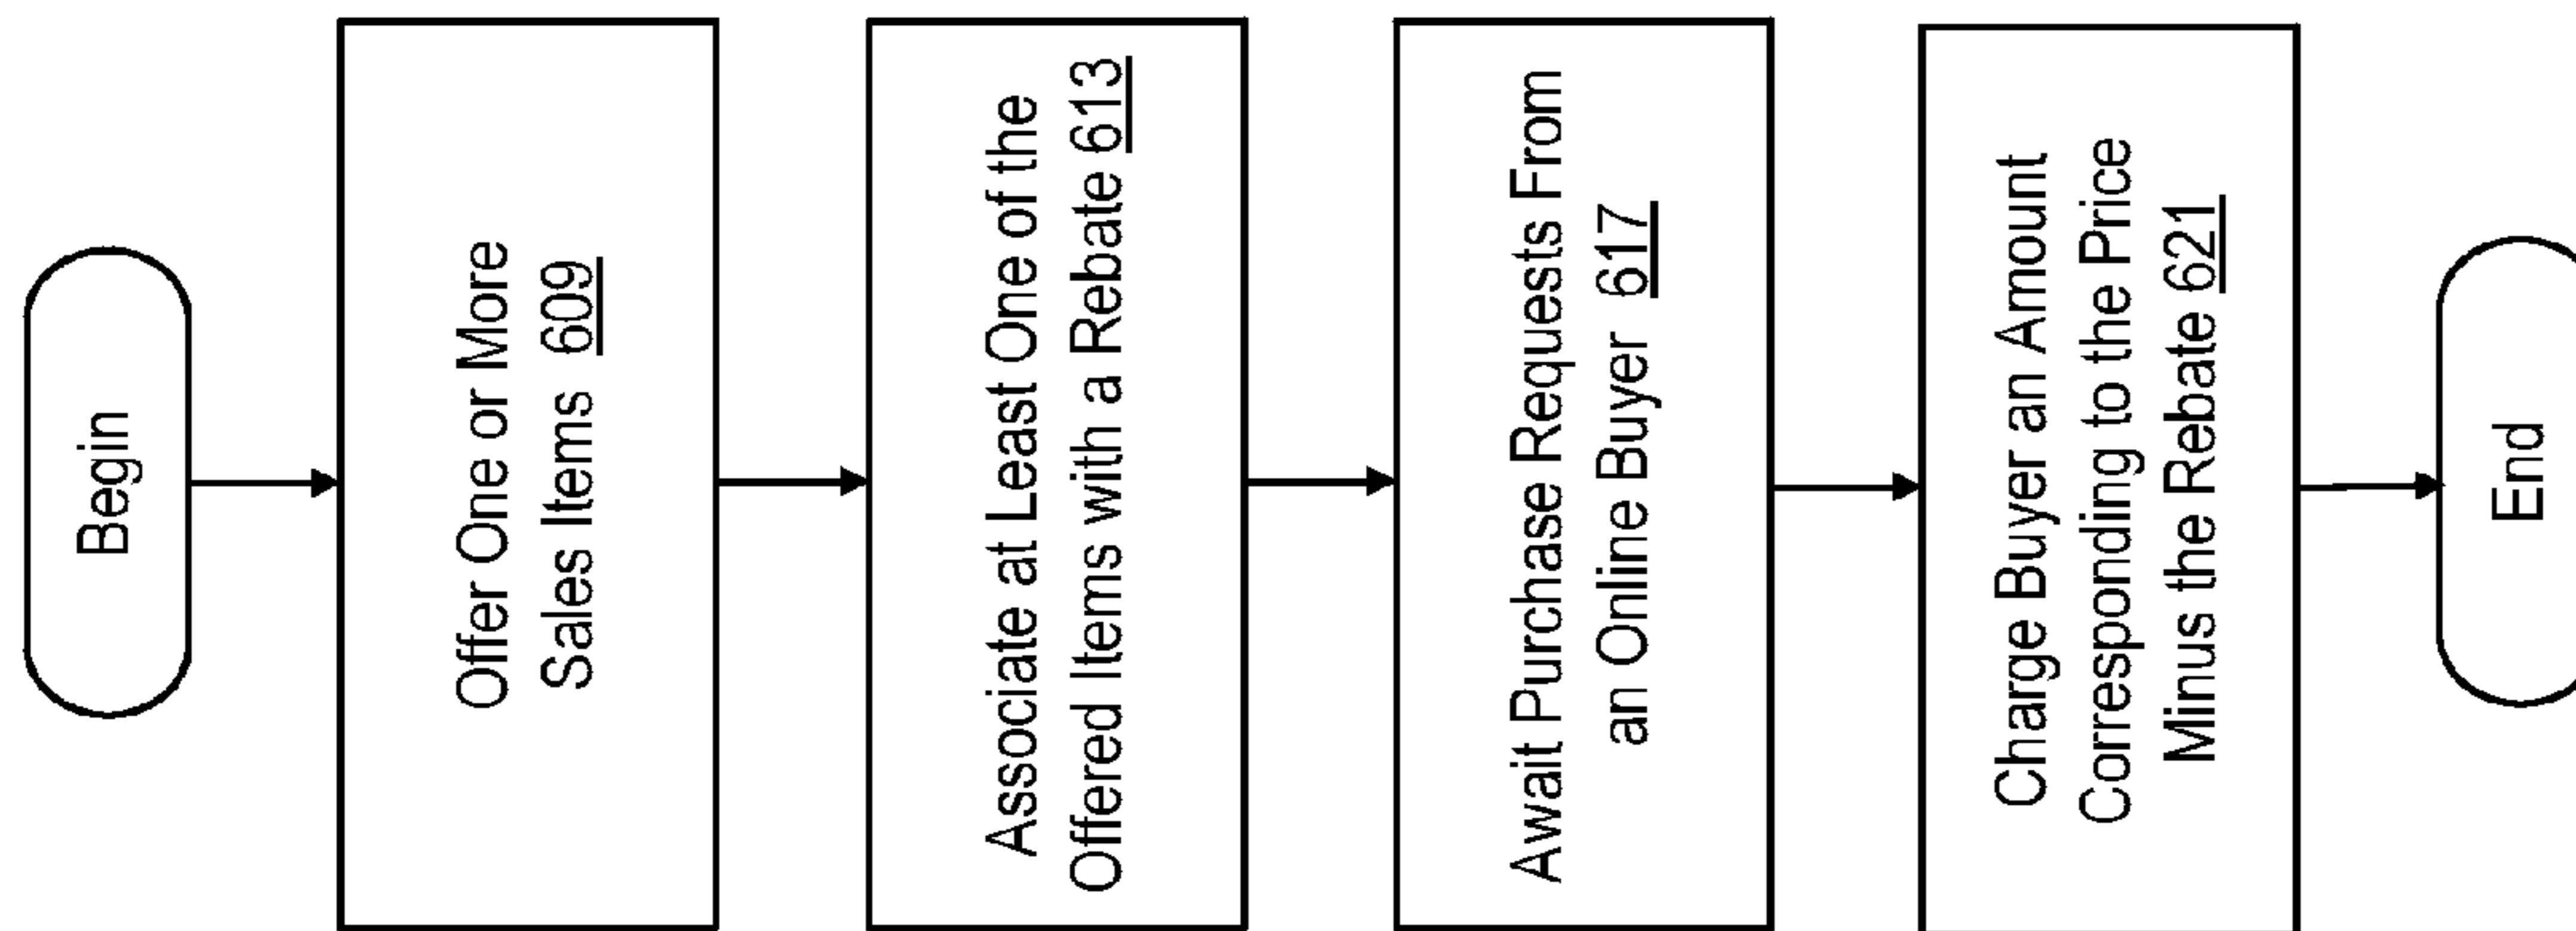 Begin
Offer One or More
Sales Items 609
Associate at Least One of the
Offered Items with a Rebate 613
Await Purchase Requests From
an Online Buyer 617
Charge Buyer an Amount
Corresponding to the Price
Minus the Rebate 621
End